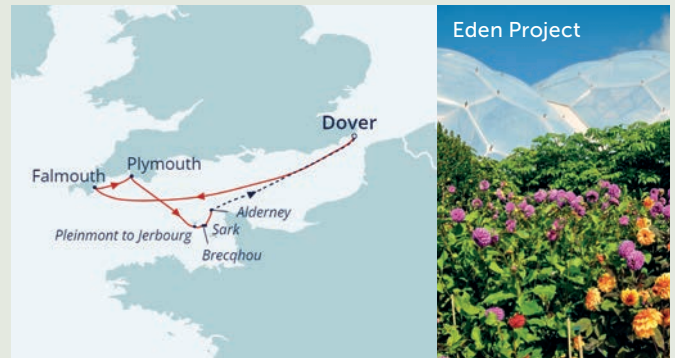 Eden Project
Dover
Plymouth
Falmouth
Alderney
Pleinmont to Jerbourg
Sark
Brecqhou